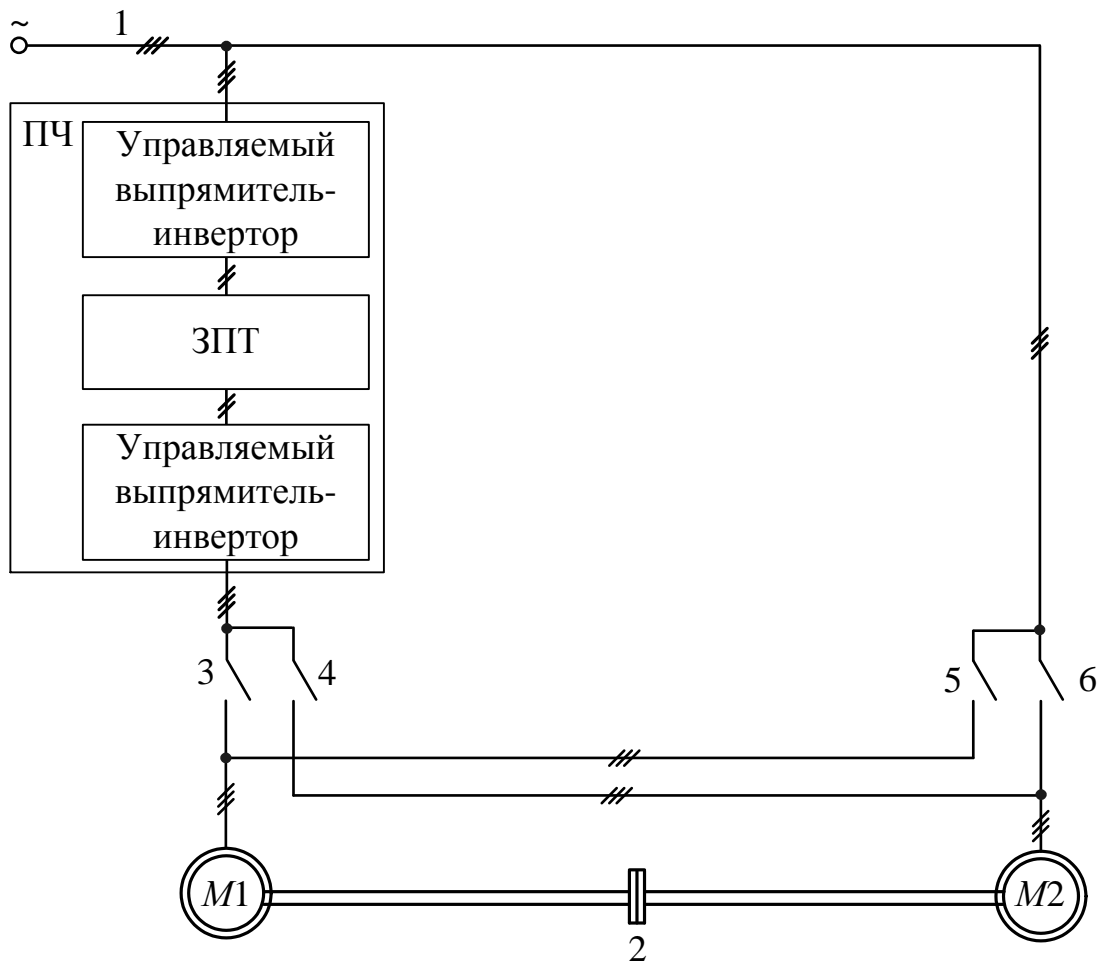 ~
1
ПЧ
Управляемый
выпрямитель-
инвертор
ЗПТ
Управляемый
выпрямитель-
инвертор
3
4
5
6
M1
M2
2